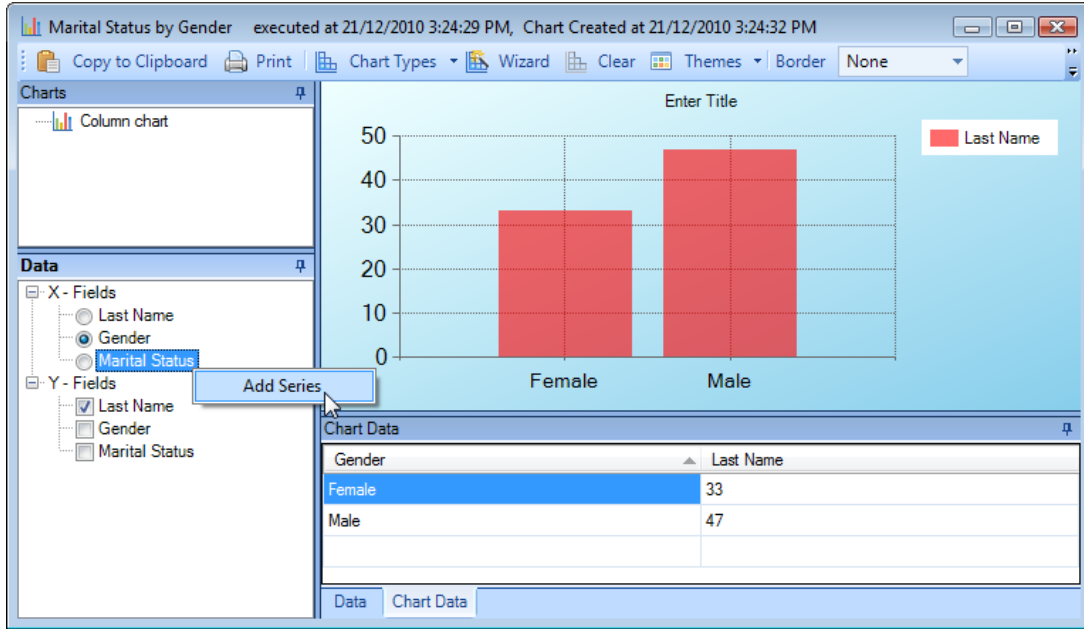 Marital Status by Gender executed at 21/12/2010 3:24:29 PM, Chart Created at 21/12/2010 3:24:32 PM
Copy to Clipboard Print Chart Types Wizard Clear Themes Border None
Charts
Column chart
Data
X - Fields
Last Name
Gender
Marital Status
Add Series
Y - Fields
Last Name
Gender
Marital Status
Enter Title
Last Name
50
40
30
20
10
0
Female Male
Chart Data
Gender Last Name
Female 33
Male 47
Data Chart Data